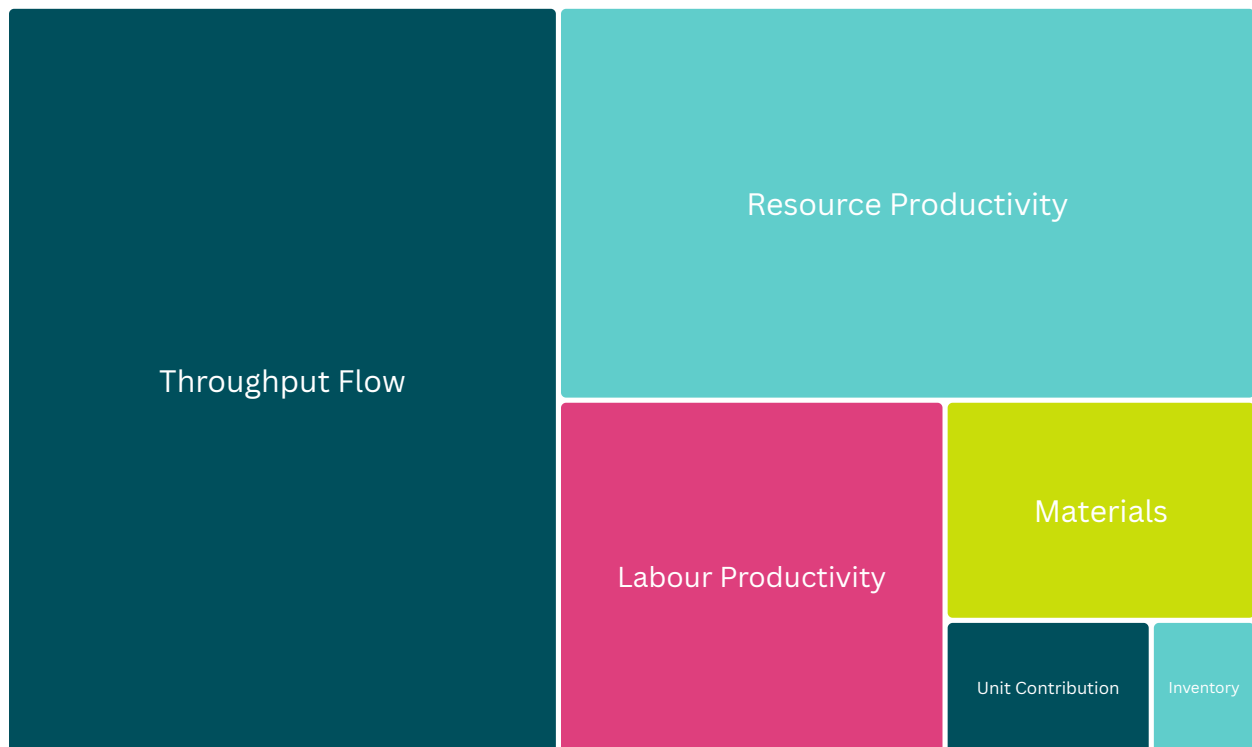 Throughput Flow
Resource Productivity
Labour Productivity
Materials
Unit Contribution
Inventory